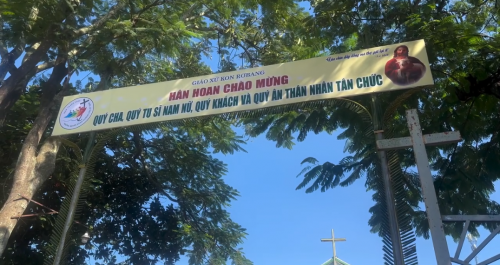 GIÁO XỨ BON RƠBANG
HÂN HOAN CHÀO MỪNG
QUÝ CHA, QUÝ TU SĨ NAM NỮ, QUÝ KHÁCH VÀ QUÝ ÂN THÂN NHÂN TÂN CHỨC